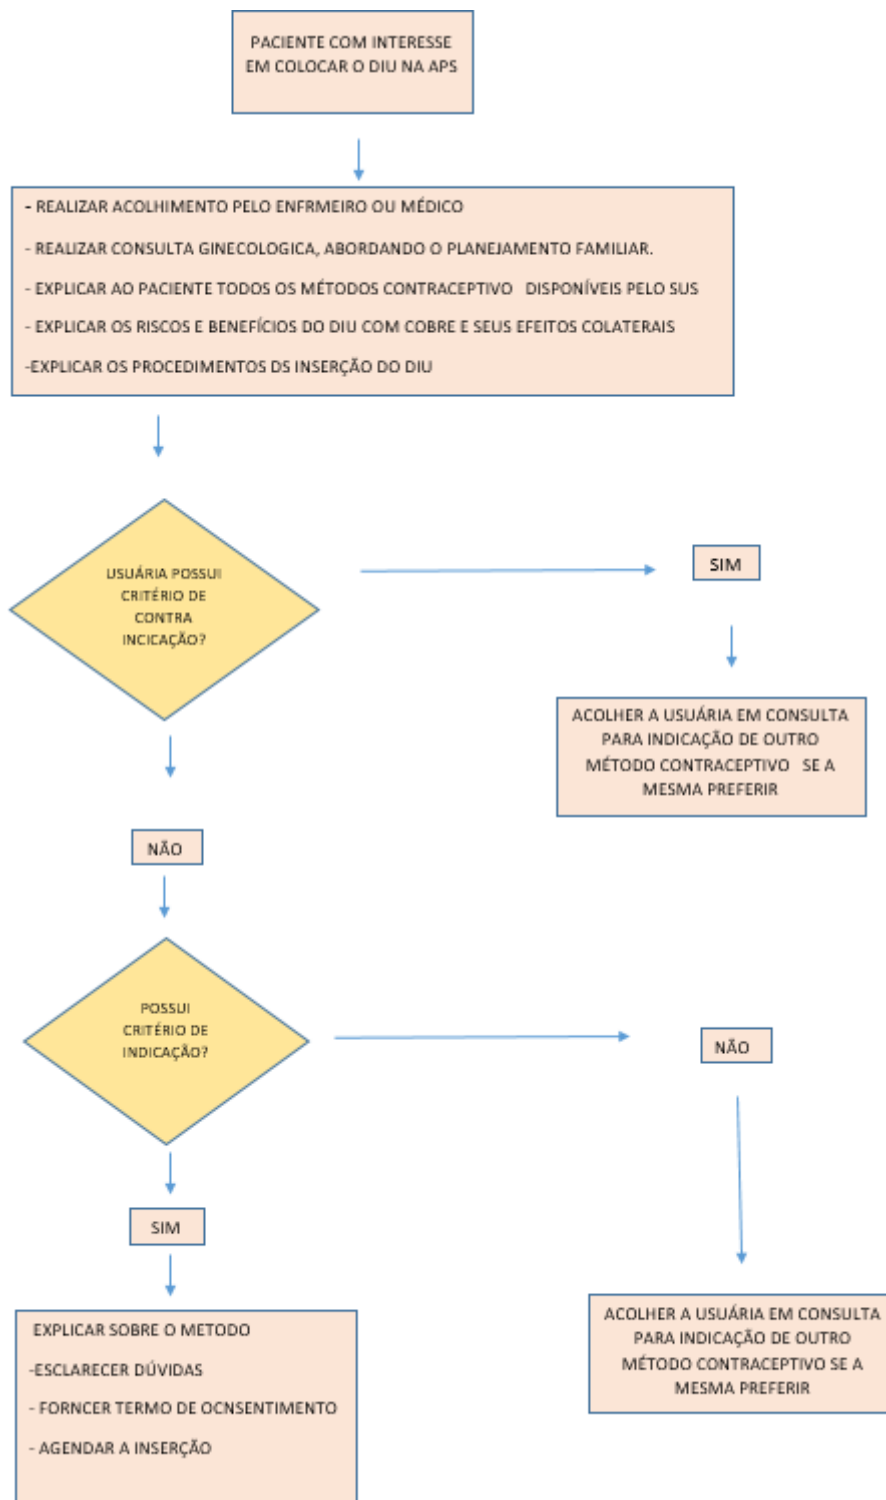 PACIENTE COM INTERESSE
EM COLOCAR O DIU NA APS
- REALIZAR ACOLHIMENTO PELO ENFRMEIRO OU MÉDICO
- REALIZAR CONSULTA GINECOLOGICA, ABORDANDO O PLANEJAMENTO FAMILIAR.
- EXPLICAR AO PACIENTE TODOS OS MÉTODOS CONTRACEPTIVO DISPONÍVEIS PELO SUS
- EXPLICAR OS RISCOS E BENEFÍCIOS DO DIU COM COBRE E SEUS EFEITOS COLATERAIS
-EXPLICAR OS PROCEDIMENTOS DS INSERÇÃO DO DIU
USUÁRIA POSSUI
CRITÉRIO DE
CONTRA
INCICAÇÃO?
SIM
ACOLHER A USUÁRIA EM CONSULTA
PARA INDICAÇÃO DE OUTRO
MÉTODO CONTRACEPTIVO SE A
MESMA PREFERIR
NÃO
POSSUI
CRITÉRIO DE
INDICAÇÃO?
NÃO
SIM
ACOLHER A USUÁRIA EM CONSULTA
PARA INDICAÇÃO DE OUTRO
MÉTODO CONTRACEPTIVO SE A
MESMA PREFERIR
EXPLICAR SOBRE O METODO
-ESCLARECER DÚVIDAS
- FORNCER TERMO DE OCNSENTIMENTO
- AGENDAR A INSERÇÃO